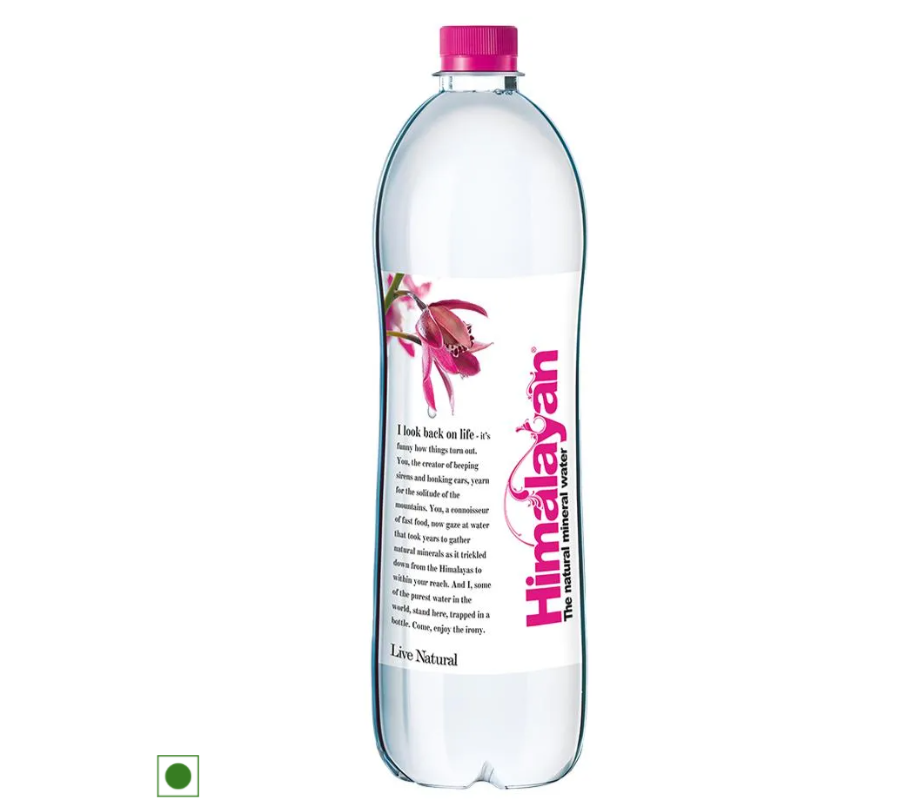 I look back on life - it's
funny how things turn out.
You, the creator of beeping
sirens and honking cars, yearn
for the solitude of the
mountains. You, a connoisseur
of fast food, now gaze at water
that took years to gather
natural minerals as it trickled
down from the Himalayas to
within your reach. And I, some
of the purest water in the
world, stand here, trapped in a
bottle. Come, enjoy the irony.
Live Natural
Himalayan®
The natural mineral water